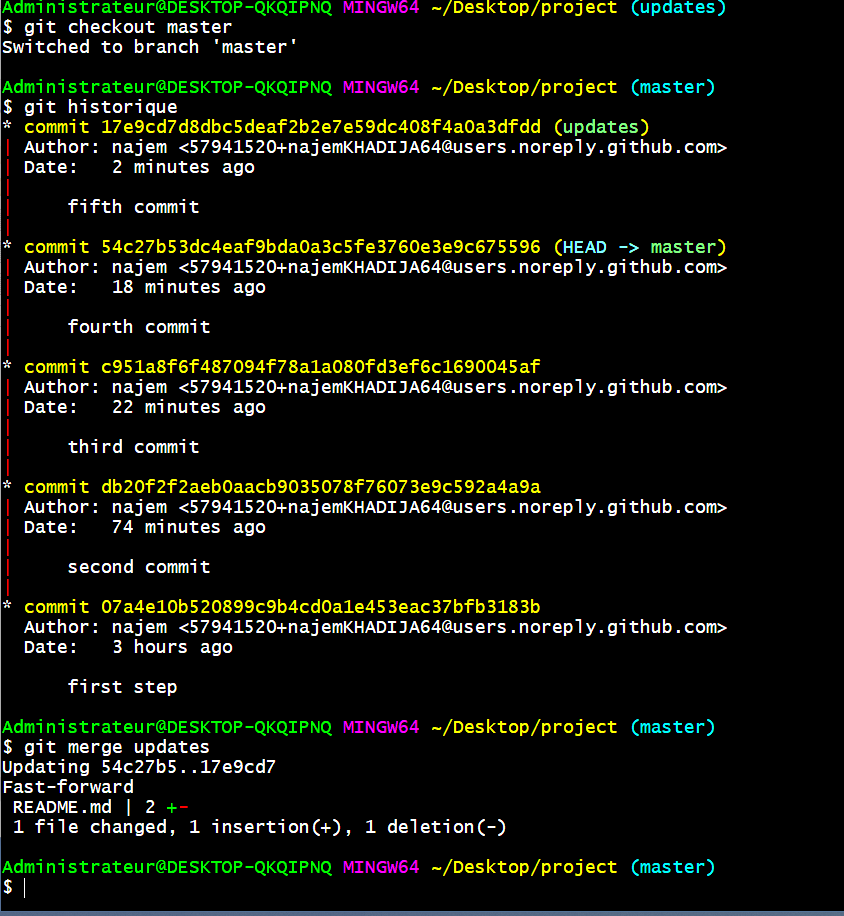 Administrateur@DESKTOP-QKQIPNQ MINGW64 ~/Desktop/project (updates)
$ git checkout master
Switched to branch 'master'
Administrateur@DESKTOP-QKQIPNQ MINGW64 ~/Desktop/project (master)
$ git historique
* commit 17e9cd7d8dbc5deaf2b2e7e59dc408f4a0a3dfdd (updates)
| Author: najem <57941520+najemKHADIJA64@users.noreply.github.com>
| Date:   2 minutes ago
|
|     fifth commit
|
* commit 54c27b53dc4eaf9bda0a3c5fe3760e3e9c675596 (HEAD -> master)
| Author: najem <57941520+najemKHADIJA64@users.noreply.github.com>
| Date:   18 minutes ago
|
|     fourth commit
|
* commit c951a8f6f487094f78a1a080fd3ef6c1690045af
| Author: najem <57941520+najemKHADIJA64@users.noreply.github.com>
| Date:   22 minutes ago
|
|     third commit
|
* commit db20f2f2aeb0aacb9035078f76073e9c592a4a9a
| Author: najem <57941520+najemKHADIJA64@users.noreply.github.com>
| Date:   74 minutes ago
|
|     second commit
|
* commit 07a4e10b520899c9b4cd0a1e453eac37bfb3183b
  Author: najem <57941520+najemKHADIJA64@users.noreply.github.com>
  Date:   3 hours ago
      first step
Administrateur@DESKTOP-QKQIPNQ MINGW64 ~/Desktop/project (master)
$ git merge updates
Updating 54c27b5..17e9cd7
Fast-forward
 README.md | 2 +-
 1 file changed, 1 insertion(+), 1 deletion(-)
Administrateur@DESKTOP-QKQIPNQ MINGW64 ~/Desktop/project (master)
$